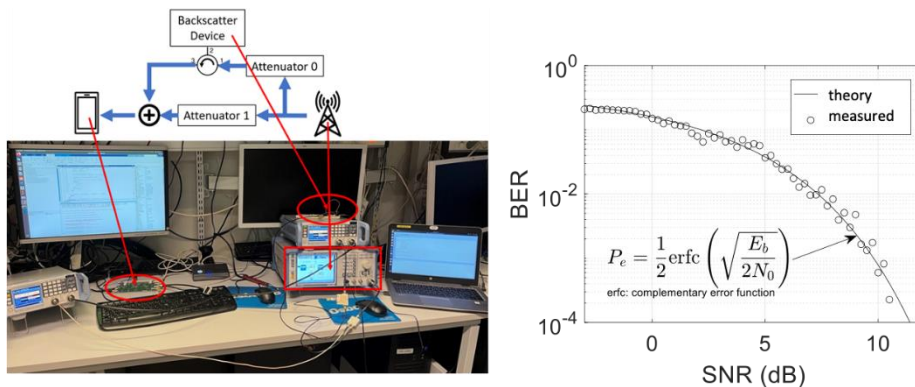 Backscatter
Device
2
3
1
Attenuator 0
Attenuator 1
BER
10^0
10^-2
10^-4
theory
measured
P_e = 1/2 erfc (√(E_b/2N_0))
erfc: complementary error function
0
5
10
SNR (dB)